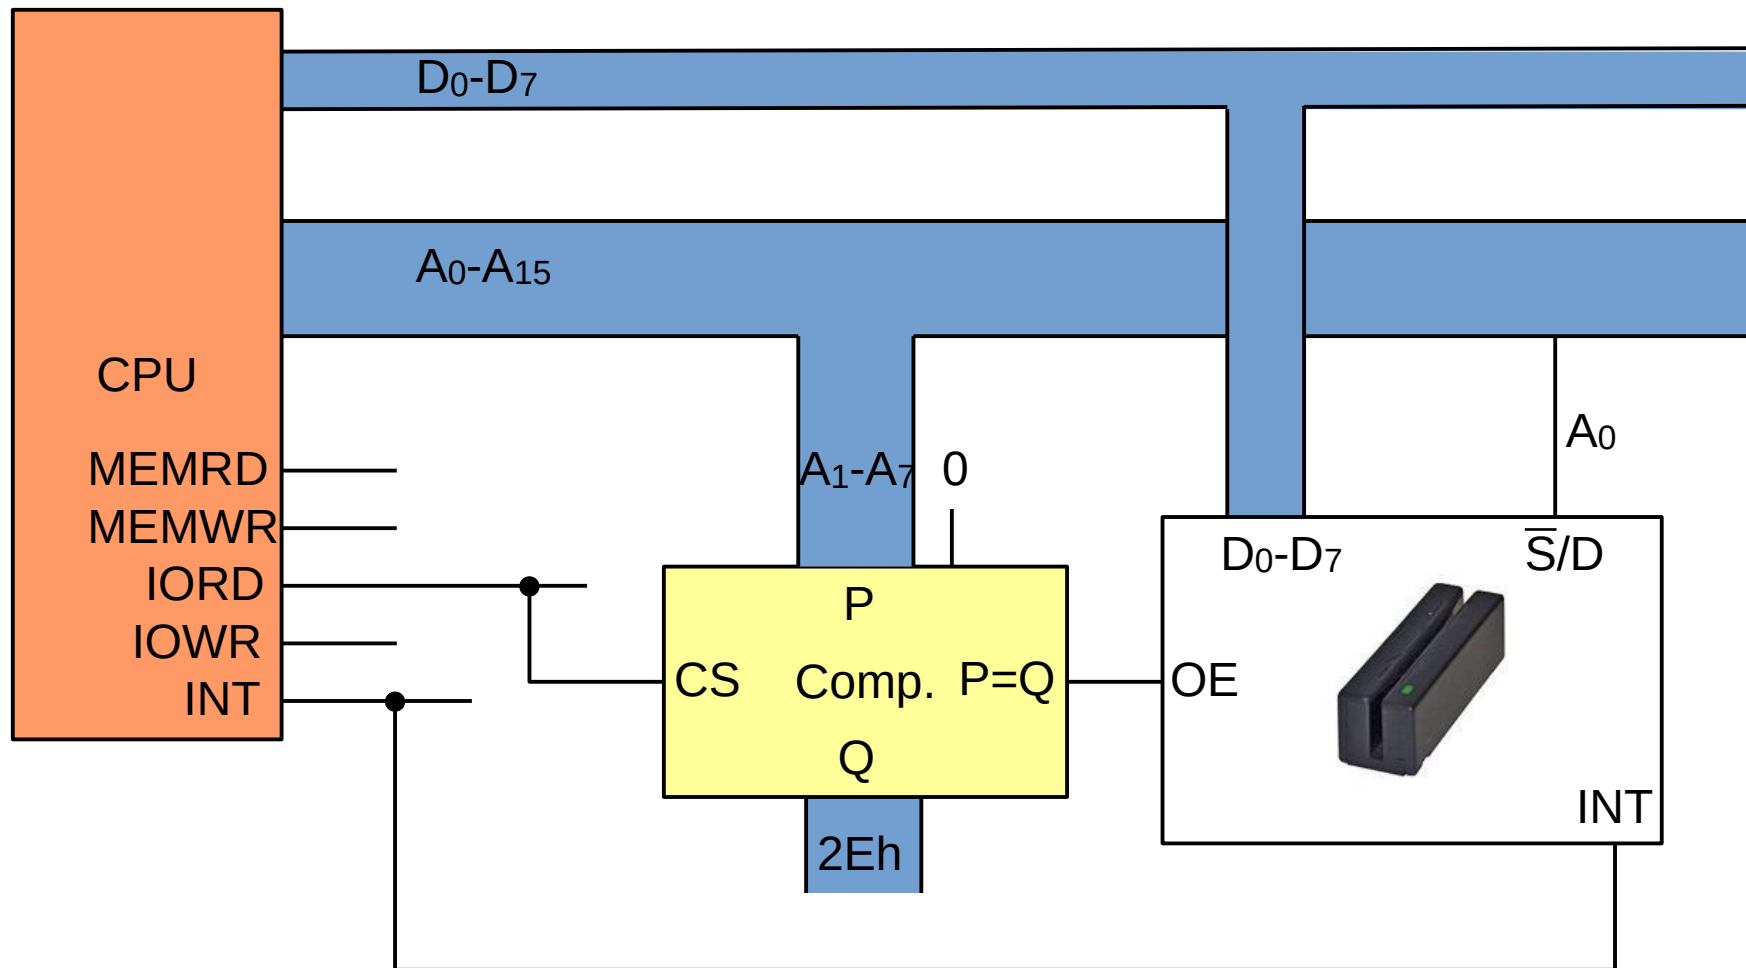 D0-D7
A0-A15
CPU
A0
MEMRD
A1-A7 0
MEMWR
D0-D7 S̅/D
IORD
P
IOWR
CS Comp. P=Q OE
INT
Q
INT
2Eh